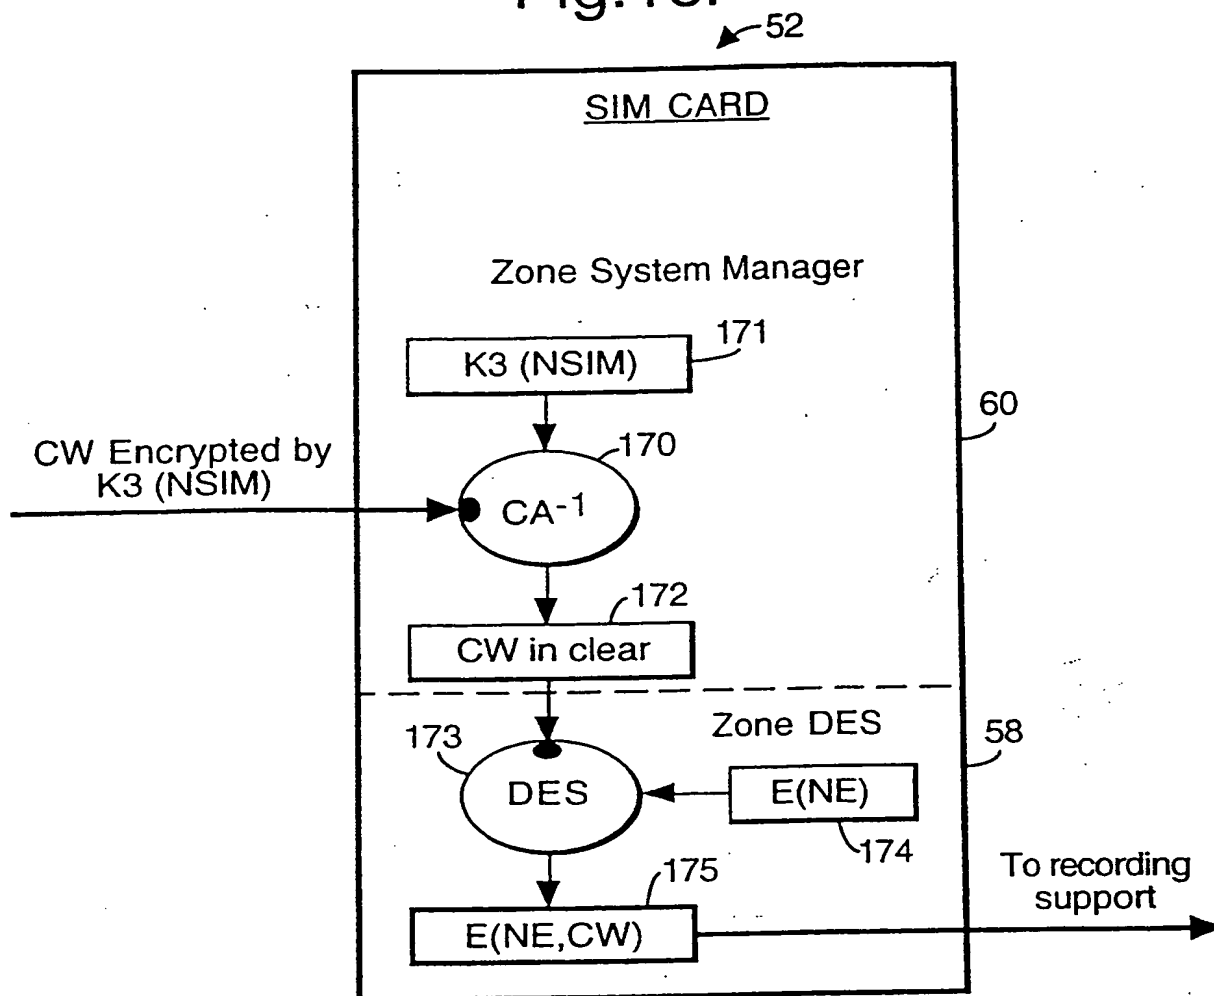 52
SIM CARD
Zone System Manager
171
K3 (NSIM)
60
CW Encrypted by
K3 (NSIM)
170
CA-1
172
CW in clear
Zone DES
58
173
DES
E(NE)
174
175
To recording
support
E(NE,CW)